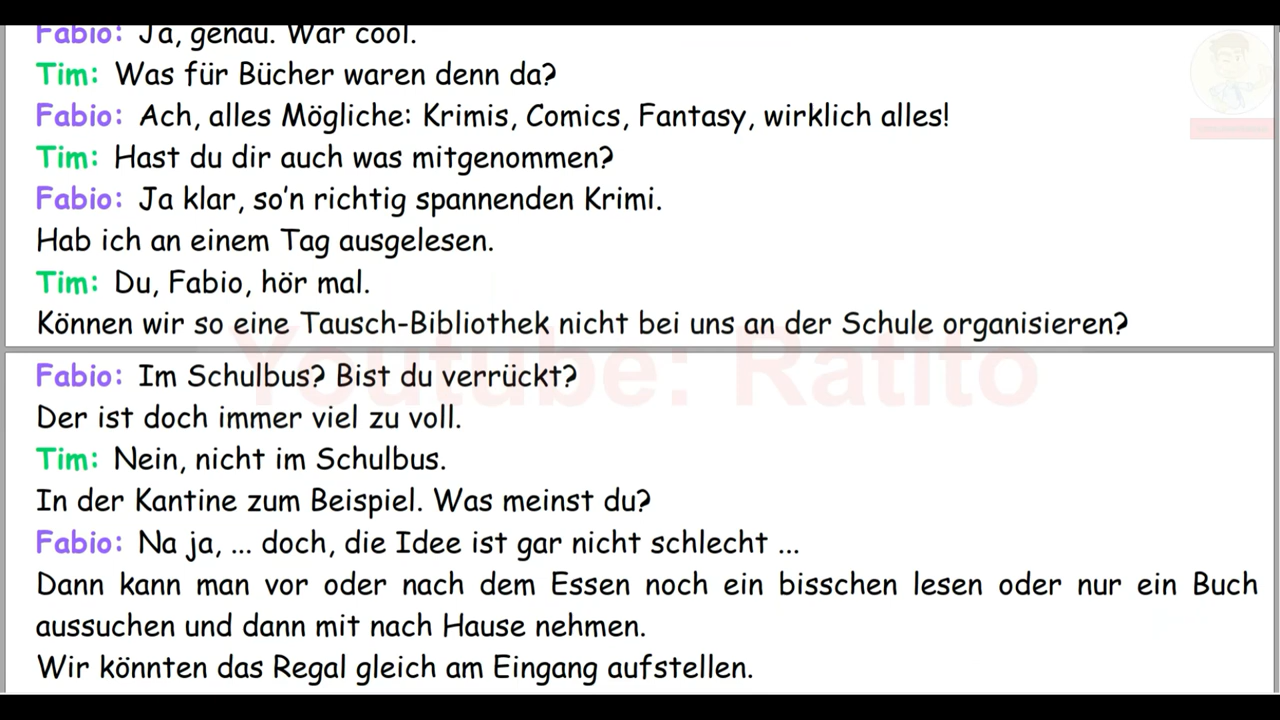 Fabio: Ja, genau. War cool.
Tim: Was für Bücher waren denn da?
Fabio: Ach, alles Mögliche: Krimis, Comics, Fantasy, wirklich alles!
Tim: Hast du dir auch was mitgenommen?
Fabio: Ja klar, so'n richtig spannenden Krimi.
Hab ich an einem Tag ausgelesen.
Tim: Du, Fabio, hör mal.
Können wir so eine Tausch-Bibliothek nicht bei uns an der Schule organisieren?
Youtube: Ratito
Fabio: Im Schulbus? Bist du verrückt?
Der ist doch immer viel zu voll.
Tim: Nein, nicht im Schulbus.
In der Kantine zum Beispiel. Was meinst du?
Fabio: Na ja, ... doch, die Idee ist gar nicht schlecht ...
Dann kann man vor oder nach dem Essen noch ein bisschen lesen oder nur ein Buch
aussuchen und dann mit nach Hause nehmen.
Wir könnten das Regal gleich am Eingang aufstellen.